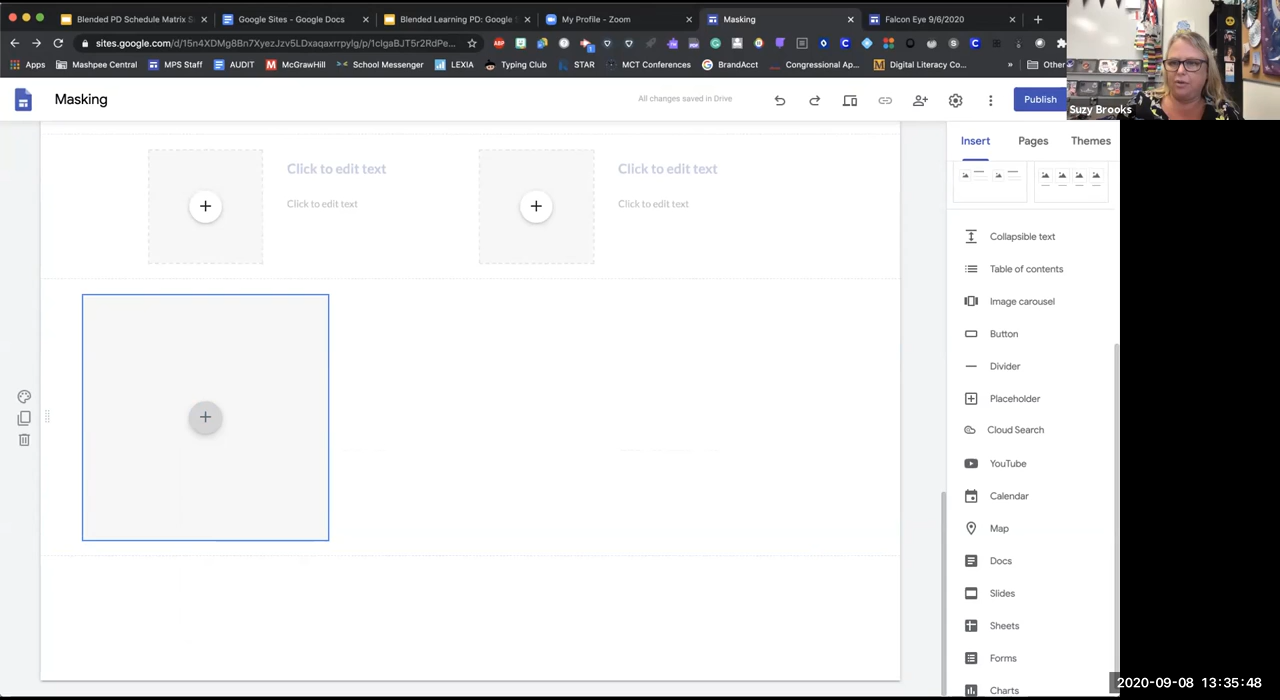 Blended PD Schedule Matrix S
Google Sites - Google Docs
Blended Learning PD: Google S
My Profile - Zoom
Masking
Falcon Eye 9/6/2020
sites.google.com/d/15n4XDMg8Bn7XyezJzv5LDxaqaxrrpylg/p/1clgaBJT5r2RdPe...
Apps
Mashpee Central
MPS Staff
AUDIT
McGrawHill
School Messenger
LEXIA
Typing Club
STAR
MCT Conferences
BrandAcct
Congressional Ap...
Digital Literacy Co...
»
Other
Suzy Brooks
Masking
All changes saved in Drive
Publish
Insert
Pages
Themes
Click to edit text
Click to edit text
Click to edit text
Click to edit text
Collapsible text
Table of contents
Image carousel
Button
Divider
Placeholder
Cloud Search
YouTube
Calendar
Map
Docs
Slides
Sheets
Forms
Charts
2020-09-08 13:35:48